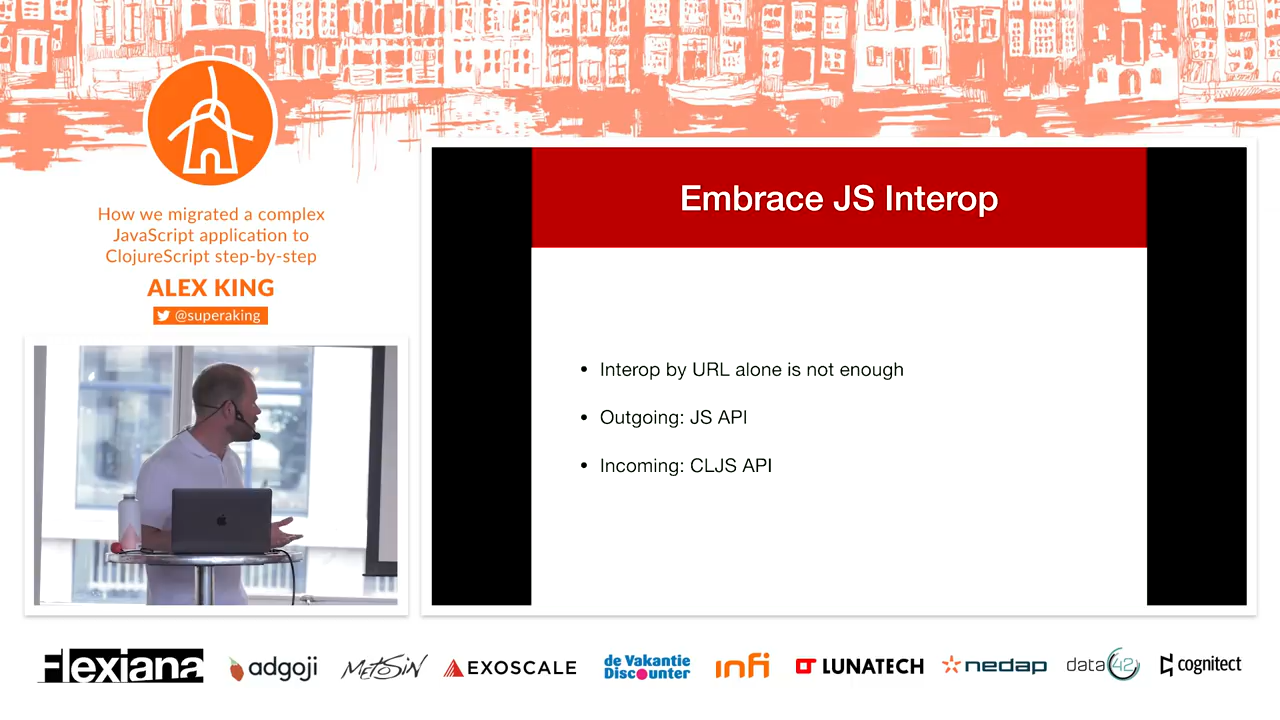 How we migrated a complex
JavaScript application to
ClojureScript step-by-step
ALEX KING
@superaking
Embrace JS Interop
• Interop by URL alone is not enough
• Outgoing: JS API
• Incoming: CLJS API
Flexiana
adgoji
METOSIN
EXOSCALE
de Vakantie
Discounter
infi
LUNATECH
nedap
data 42
cognitect